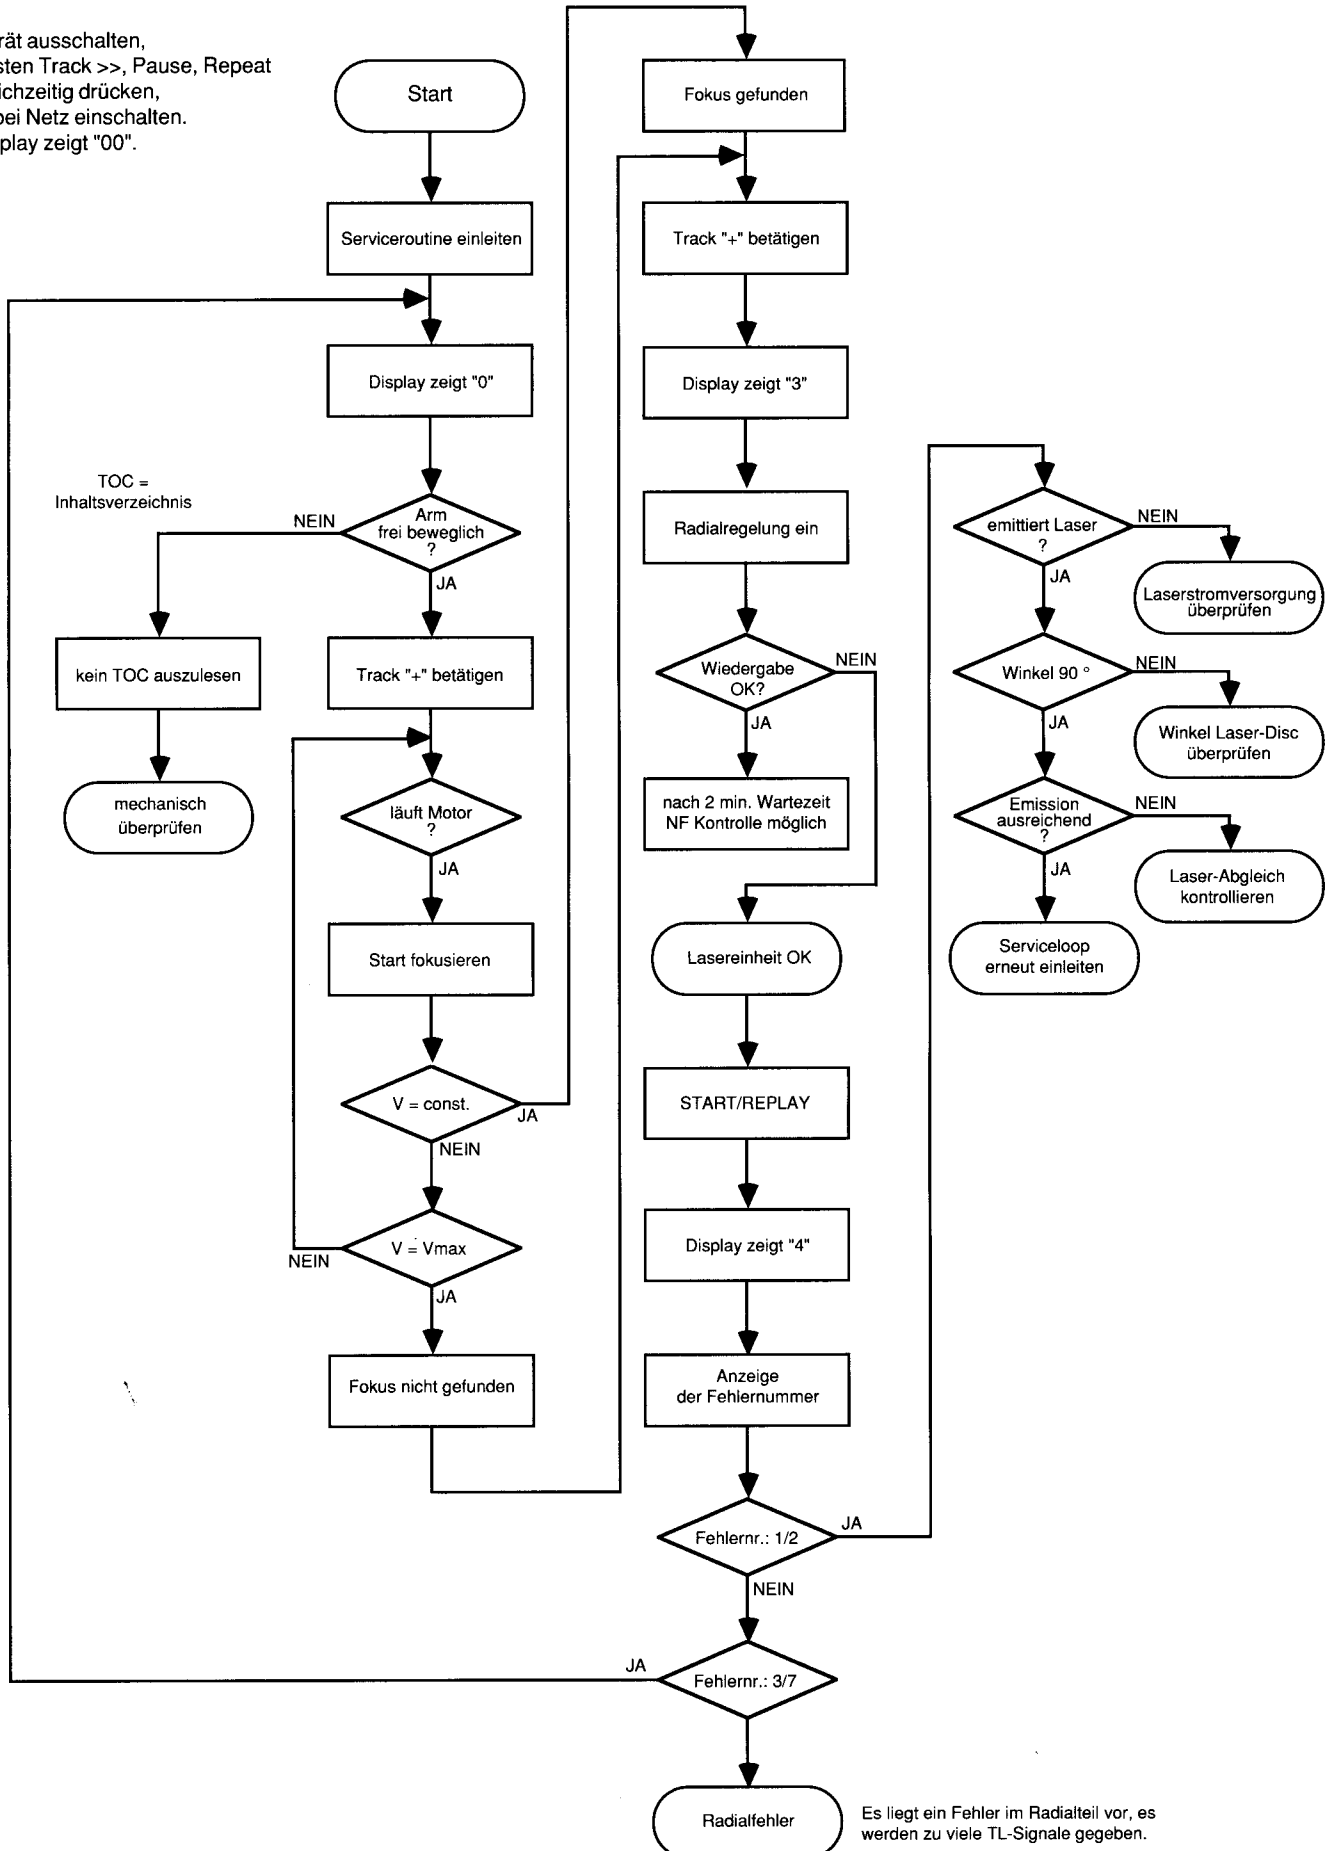 rät ausschalten,
sten Track >>, Pause, Repeat
ichzeitig drücken,
bei Netz einschalten.
play zeigt "00".
Start
Serviceroutine einleiten
Display zeigt "0"
TOC =
Inhaltsverzeichnis
Arm
frei beweglich
?
NEIN
JA
kein TOC auszulesen
mechanisch
überprüfen
Track "+" betätigen
läuft Motor
?
JA
Start fokusieren
V = const.
JA
NEIN
V = Vmax
NEIN
JA
Fokus nicht gefunden
Fokus gefunden
Track "+" betätigen
Display zeigt "3"
Radialregelung ein
Wiedergabe
OK?
NEIN
JA
nach 2 min. Wartezeit
NF Kontrolle möglich
Lasereinheit OK
START/REPLAY
Display zeigt "4"
Anzeige
der Fehlernummer
Fehlernr.: 1/2
JA
NEIN
Fehlernr.: 3/7
JA
Radialfehler
Es liegt ein Fehler im Radialteil vor, es
werden zu viele TL-Signale gegeben.
emittiert Laser
?
NEIN
JA
Laserstromversorgung
überprüfen
Winkel 90 °
NEIN
JA
Winkel Laser-Disc
überprüfen
Emission
ausreichend
?
NEIN
JA
Laser-Abgleich
kontrollieren
Serviceloop
erneut einleiten